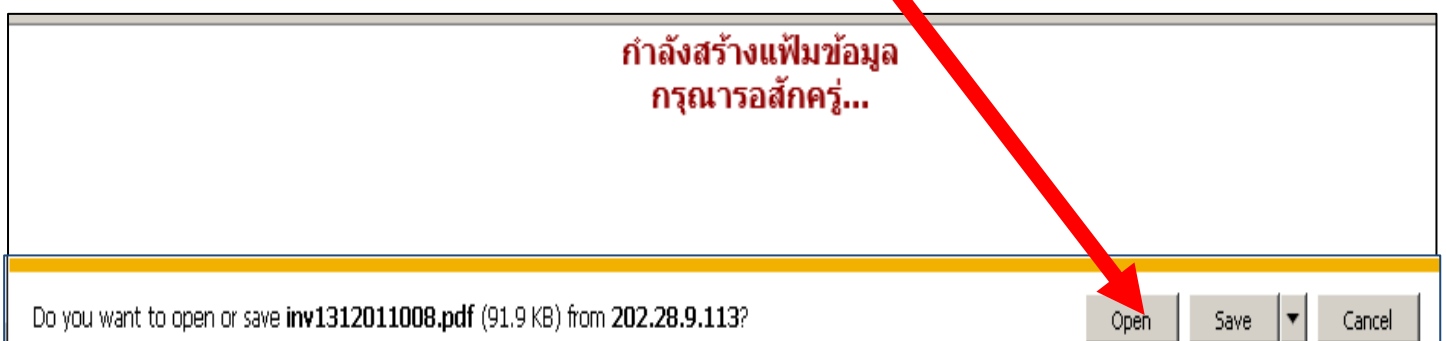 กำลังสร้างแฟ้มข้อมูล
กรุณารอสักครู่...
Do you want to open or save inv1312011008.pdf (91.9 KB) from 202.28.9.113?
Open
Save
Cancel